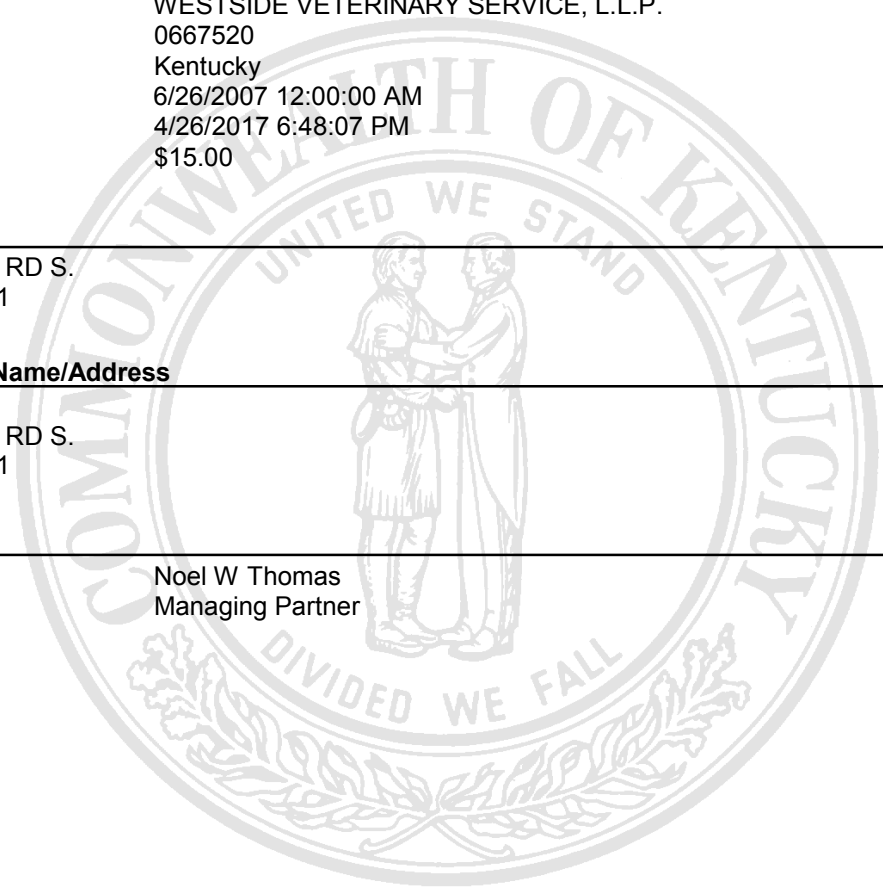 WESTSIDE VETERINARY SERVICE, L.L.P.
0667520
Kentucky
6/26/2007 12:00:00 AM
4/26/2017 6:48:07 PM
$15.00
RD S.
1
Name/Address
RD S.
1
Noel W Thomas
Managing Partner
COMMONWEALTH OF KENTUCKY
UNITED WE STAND
DIVIDED WE FALL